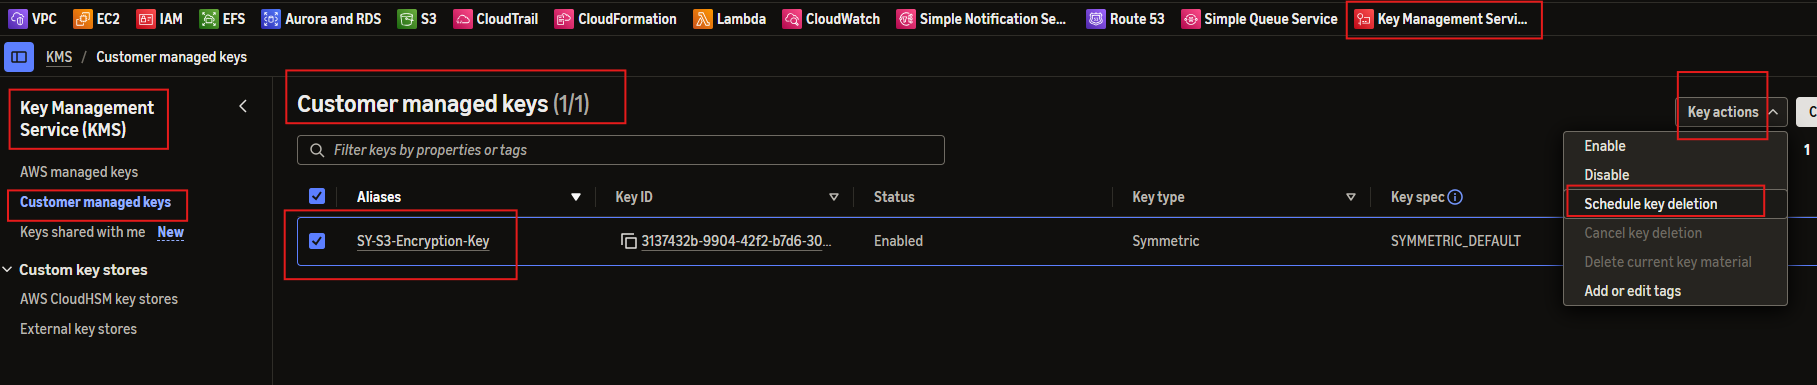 VPC EC2 IAM EFS Aurora and RDS S3 CloudTrail CloudFormation Lambda CloudWatch Simple Notification Se... Route 53 Simple Queue Service Key Management Servi...
KMS / Customer managed keys
Key Management
Service (KMS)
AWS managed keys
Customer managed keys
Keys shared with me New
Custom key stores
AWS CloudHSM key stores
External key stores
Customer managed keys (1/1)
Key actions
C
Filter keys by properties or tags
1
Aliases Key ID Status Key type Key spec
SY-S3-Encryption-Key 3137432b-9904-42f2-b7d6-30... Enabled Symmetric SYMMETRIC_DEFAULT
Enable
Disable
Schedule key deletion
Cancel key deletion
Delete current key material
Add or edit tags